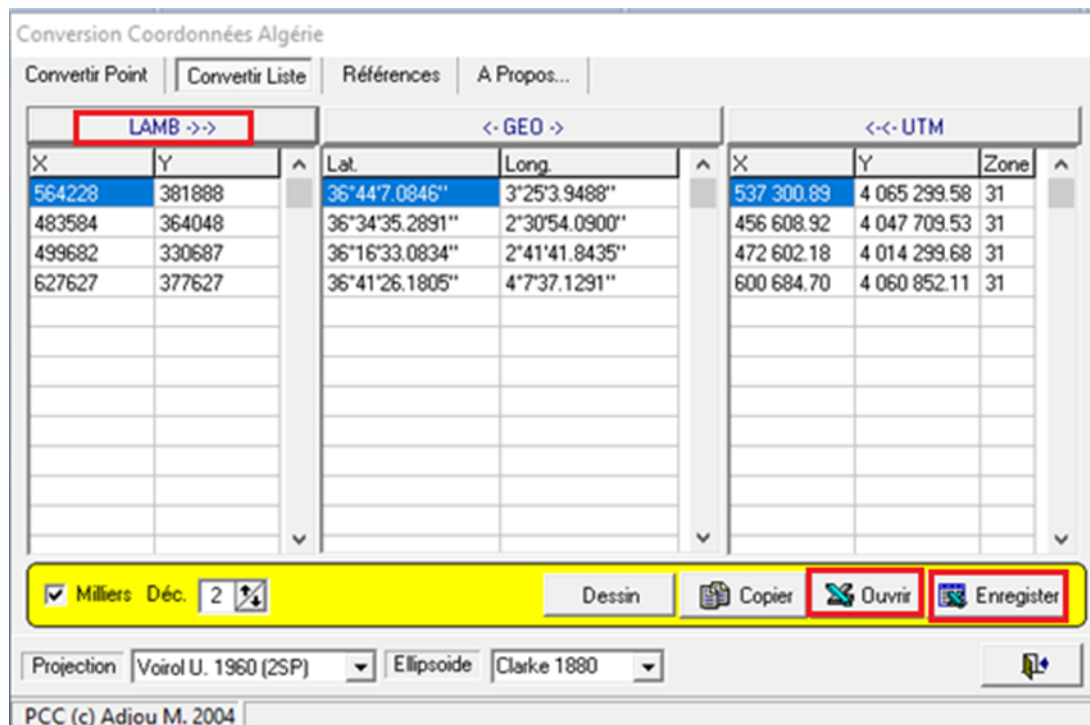 Conversion Coordonnées Algérie
Convertir Point Convertir Liste Références A Propos...
LAMB ->-> <- GEO -> <-<- UTM
X Y Lat. Long. X Y Zone
564228 381888 36°44'7.0846'' 3°25'3.9488'' 537 300.89 4 065 299.58 31
483584 364048 36°34'35.2891'' 2°30'54.0900'' 456 608.92 4 047 709.53 31
499682 330687 36°16'33.0834'' 2°41'41.8435'' 472 602.18 4 014 299.68 31
627627 377627 36°41'26.1805'' 4°7'37.1291'' 600 684.70 4 060 852.11 31
Milliers Déc. 2 Dessin Copier Ouvrir Enregister
Projection Voirol U. 1960 (2SP) Ellipsoide Clarke 1880
PCC (c) Adjou M. 2004